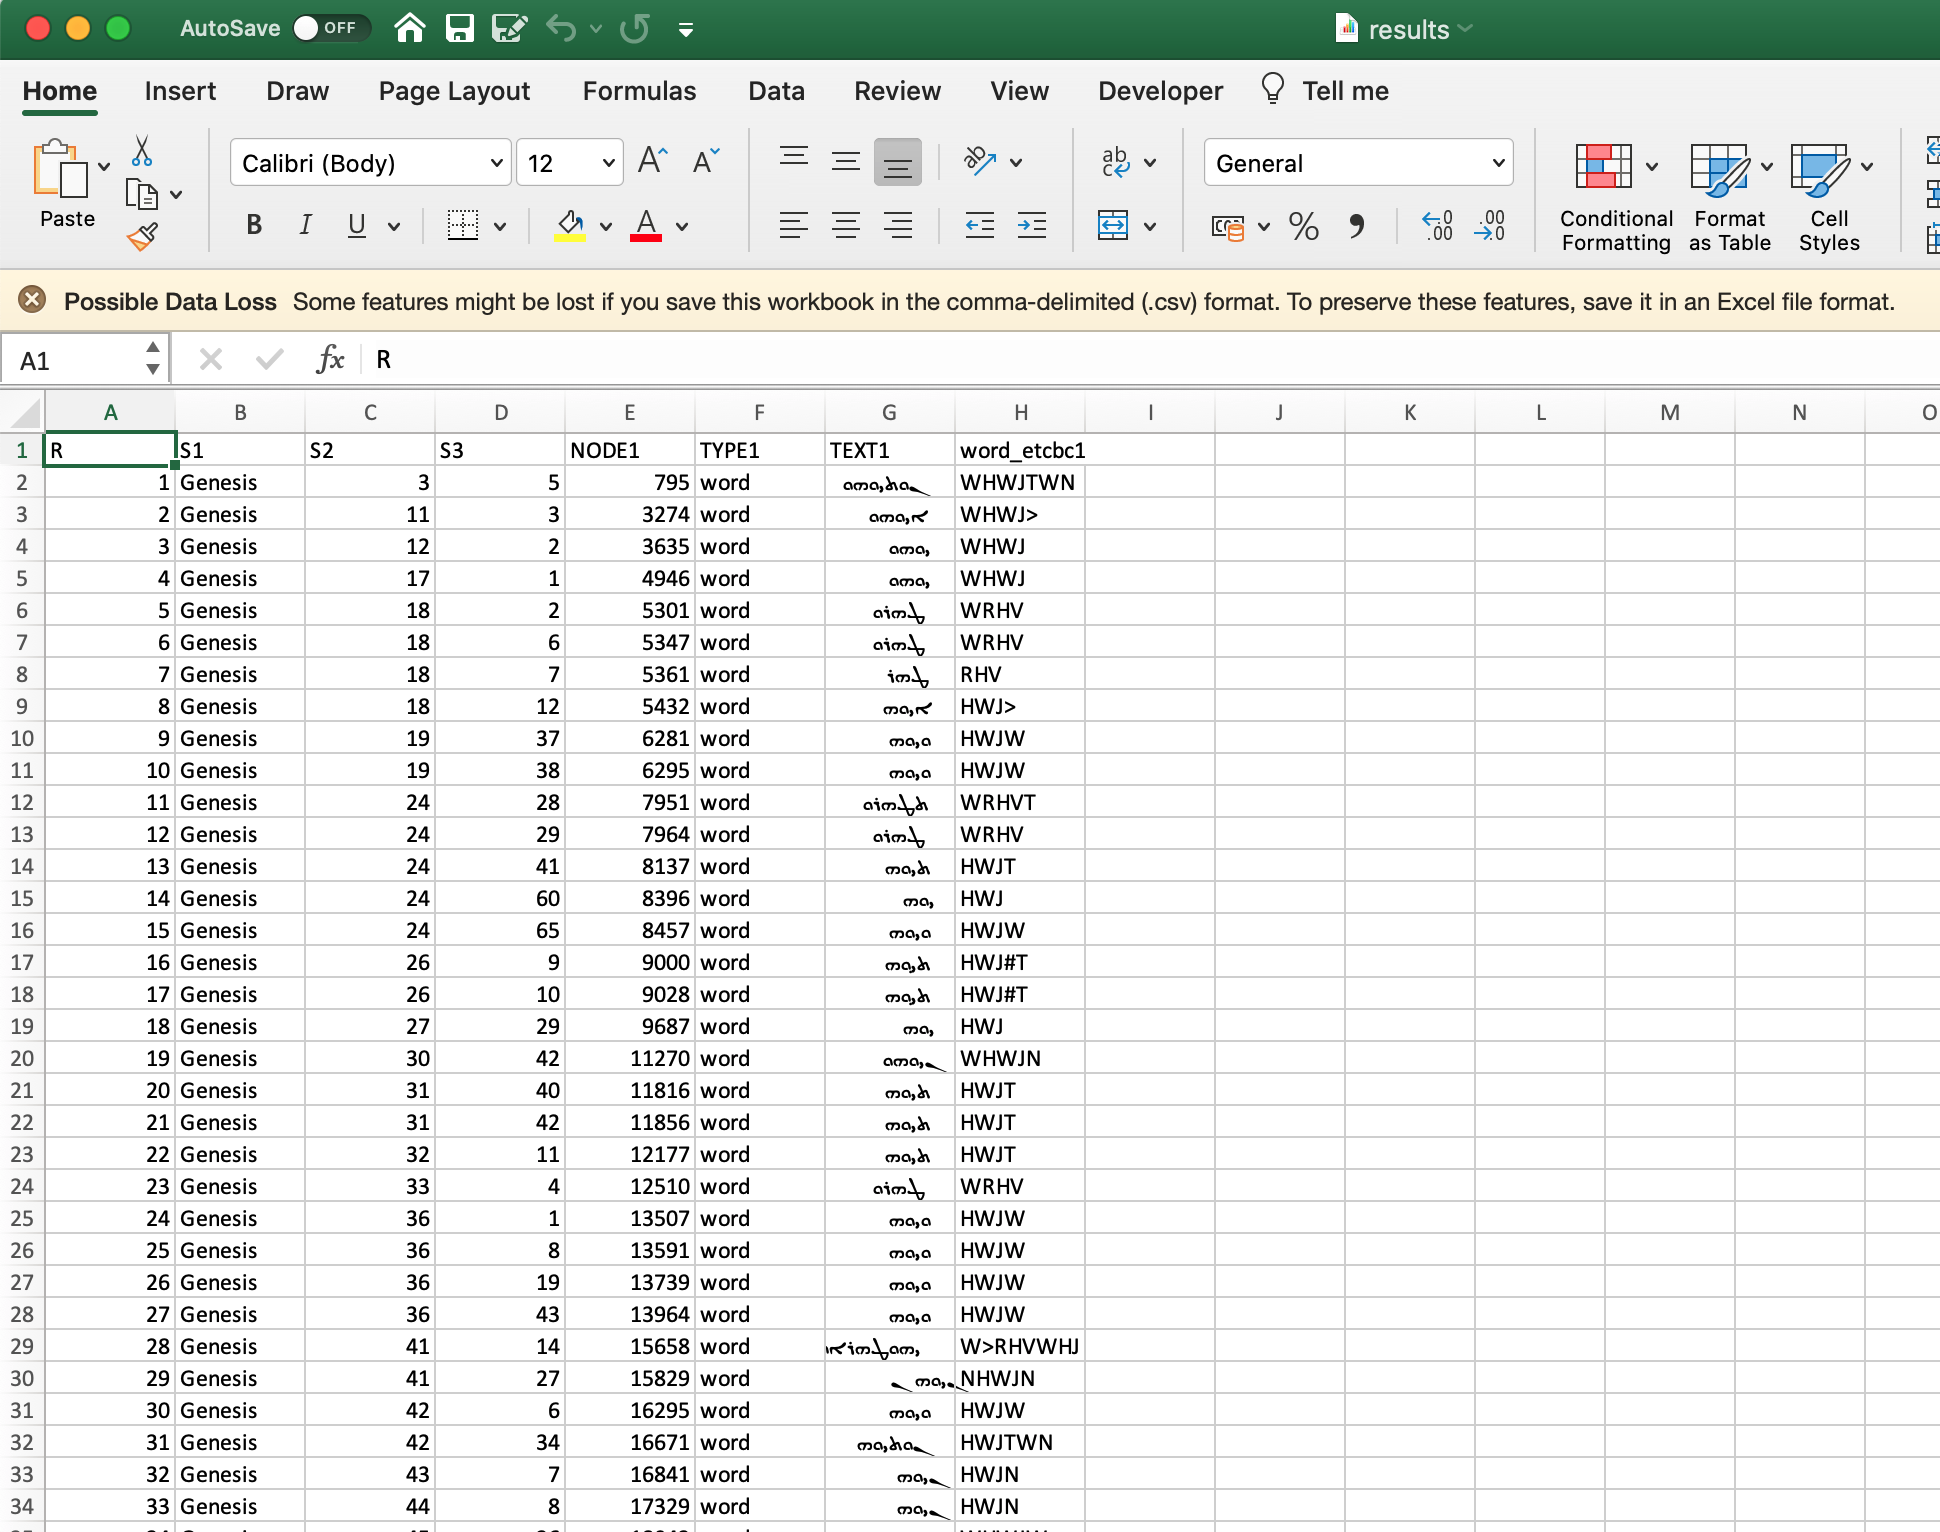 AutoSave OFF results
Home Insert Draw Page Layout Formulas Data Review View Developer Tell me
Paste Calibri (Body) 12 General Conditional Formatting Format as Table Cell Styles
Possible Data Loss Some features might be lost if you save this workbook in the comma-delimited (.csv) format. To preserve these features, save it in an Excel file format.
A1 fx R
A B C D E F G H I J K L M N O
1 R S1 S2 S3 NODE1 TYPE1 TEXT1 word_etcbc1
2 1 Genesis 3 5 795 word ܘܗܘܝܬܘܢ WHWJTWN
3 2 Genesis 11 3 3274 word ܘܗܘܝܐ WHWJ>
4 3 Genesis 12 2 3635 word ܘܗܘܝ WHWJ
5 4 Genesis 17 1 4946 word ܘܗܘܝ WHWJ
6 5 Genesis 18 2 5301 word ܘܪܗܛ WRHV
7 6 Genesis 18 6 5347 word ܘܪܗܛ WRHV
8 7 Genesis 18 7 5361 word ܪܗܛ RHV
9 8 Genesis 18 12 5432 word ܗܘܝܐ HWJ>
10 9 Genesis 19 37 6281 word ܗܘܝܘ HWJW
11 10 Genesis 19 38 6295 word ܗܘܝܘ HWJW
12 11 Genesis 24 28 7951 word ܘܪܗܛܬ WRHVT
13 12 Genesis 24 29 7964 word ܘܪܗܛ WRHV
14 13 Genesis 24 41 8137 word ܗܘܝܬ HWJT
15 14 Genesis 24 60 8396 word ܗܘܝ HWJ
16 15 Genesis 24 65 8457 word ܗܘܝܘ HWJW
17 16 Genesis 26 9 9000 word ܗܘܝܬ HWJ#T
18 17 Genesis 26 10 9028 word ܗܘܝܬ HWJ#T
19 18 Genesis 27 29 9687 word ܗܘܝ HWJ
20 19 Genesis 30 42 11270 word ܘܗܘܝܢ WHWJN
21 20 Genesis 31 40 11816 word ܗܘܝܬ HWJT
22 21 Genesis 31 42 11856 word ܗܘܝܬ HWJT
23 22 Genesis 32 11 12177 word ܗܘܝܬ HWJT
24 23 Genesis 33 4 12510 word ܘܪܗܛ WRHV
25 24 Genesis 36 1 13507 word ܗܘܝܘ HWJW
26 25 Genesis 36 8 13591 word ܗܘܝܘ HWJW
27 26 Genesis 36 19 13739 word ܗܘܝܘ HWJW
28 27 Genesis 36 43 13964 word ܗܘܝܘ HWJW
29 28 Genesis 41 14 15658 word ܘܐܪܗܛܘܗܝ W>RHVWHJ
30 29 Genesis 41 27 15829 word ܢܗܘܝܢ NHWJN
31 30 Genesis 42 6 16295 word ܗܘܝܘ HWJW
32 31 Genesis 42 34 16671 word ܗܘܝܬܘܢ HWJTWN
33 32 Genesis 43 7 16841 word ܗܘܝܢ HWJN
34 33 Genesis 44 8 17329 word ܗܘܝܢ HWJN